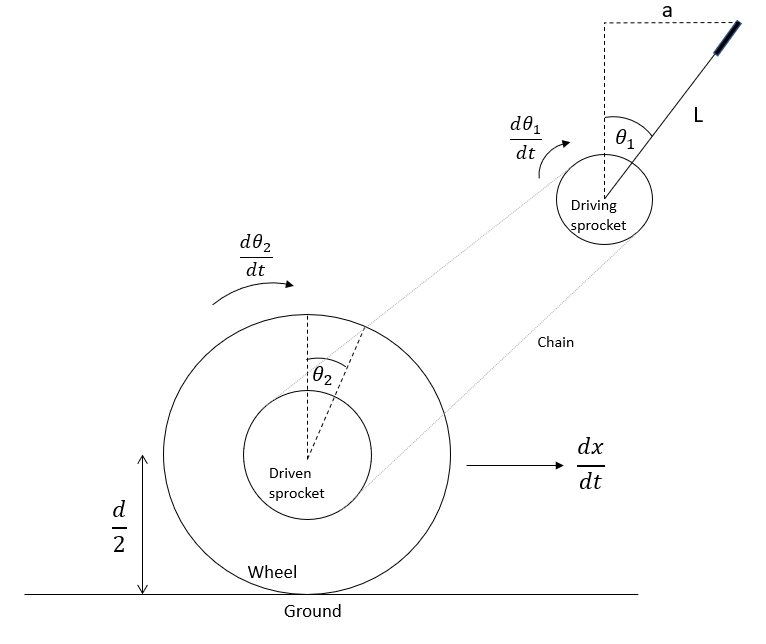 a
L
dθ₁
dt
θ₁
Driving
sprocket
dθ₂
dt
Chain
θ₂
Driven
sprocket
dx
dt
d
2
Wheel
Ground